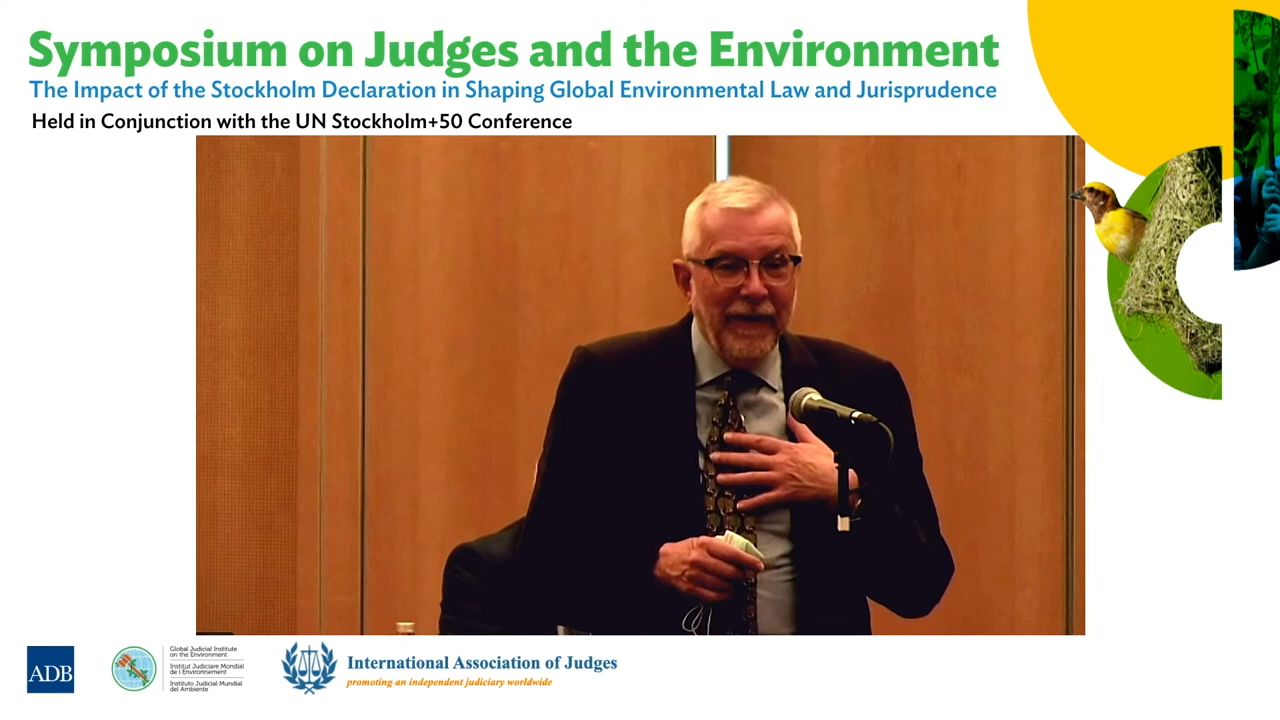 Symposium on Judges and the Environment
The Impact of the Stockholm Declaration in Shaping Global Environmental Law and Jurisprudence
Held in Conjunction with the UN Stockholm+50 Conference
ADB
Global Judicial Institute
on the Environment
Institut Judiciaire Mondial
de l'Environnement
Instituto Judicial Mundial
del Ambiente
International Association of Judges
promoting an independent judiciary worldwide